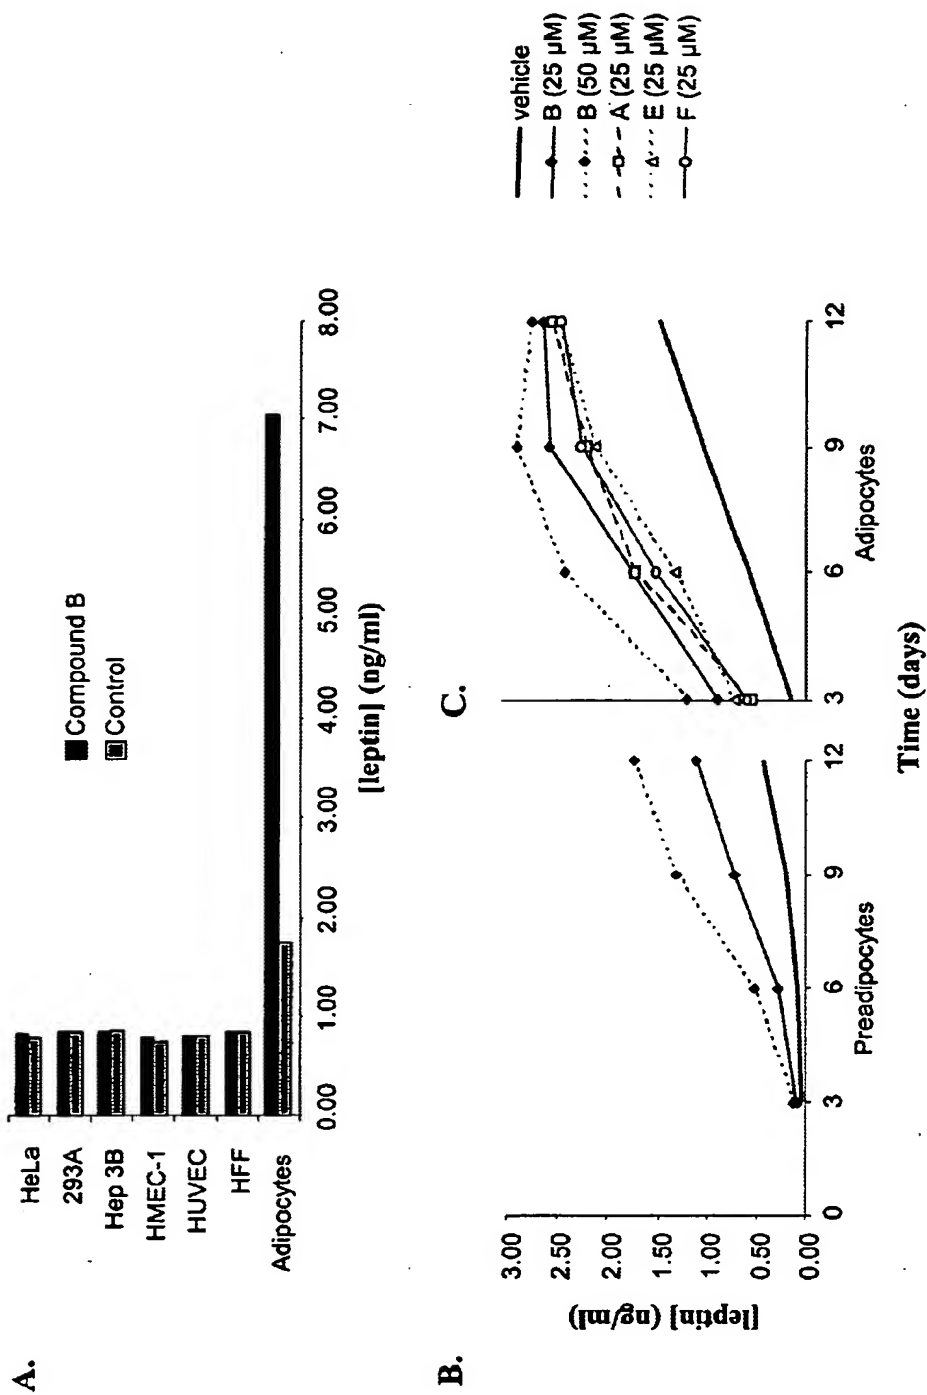 A.
HeLa
293A
Hep 3B
HMEC-1
HUVEC
HFF
Adipocytes
Compound B
Control
0.00 1.00 2.00 3.00 4.00 5.00 6.00 7.00 8.00
[leptin] (ng/ml)
B.
[leptin] (ng/ml)
3.00
2.50
2.00
1.50
1.00
0.50
0.00
0 3 6 9 12
Preadipocytes
C.
3 6 9 12
Adipocytes
Time (days)
vehicle
B (25 µM)
B (50 µM)
A (25 µM)
E (25 µM)
F (25 µM)